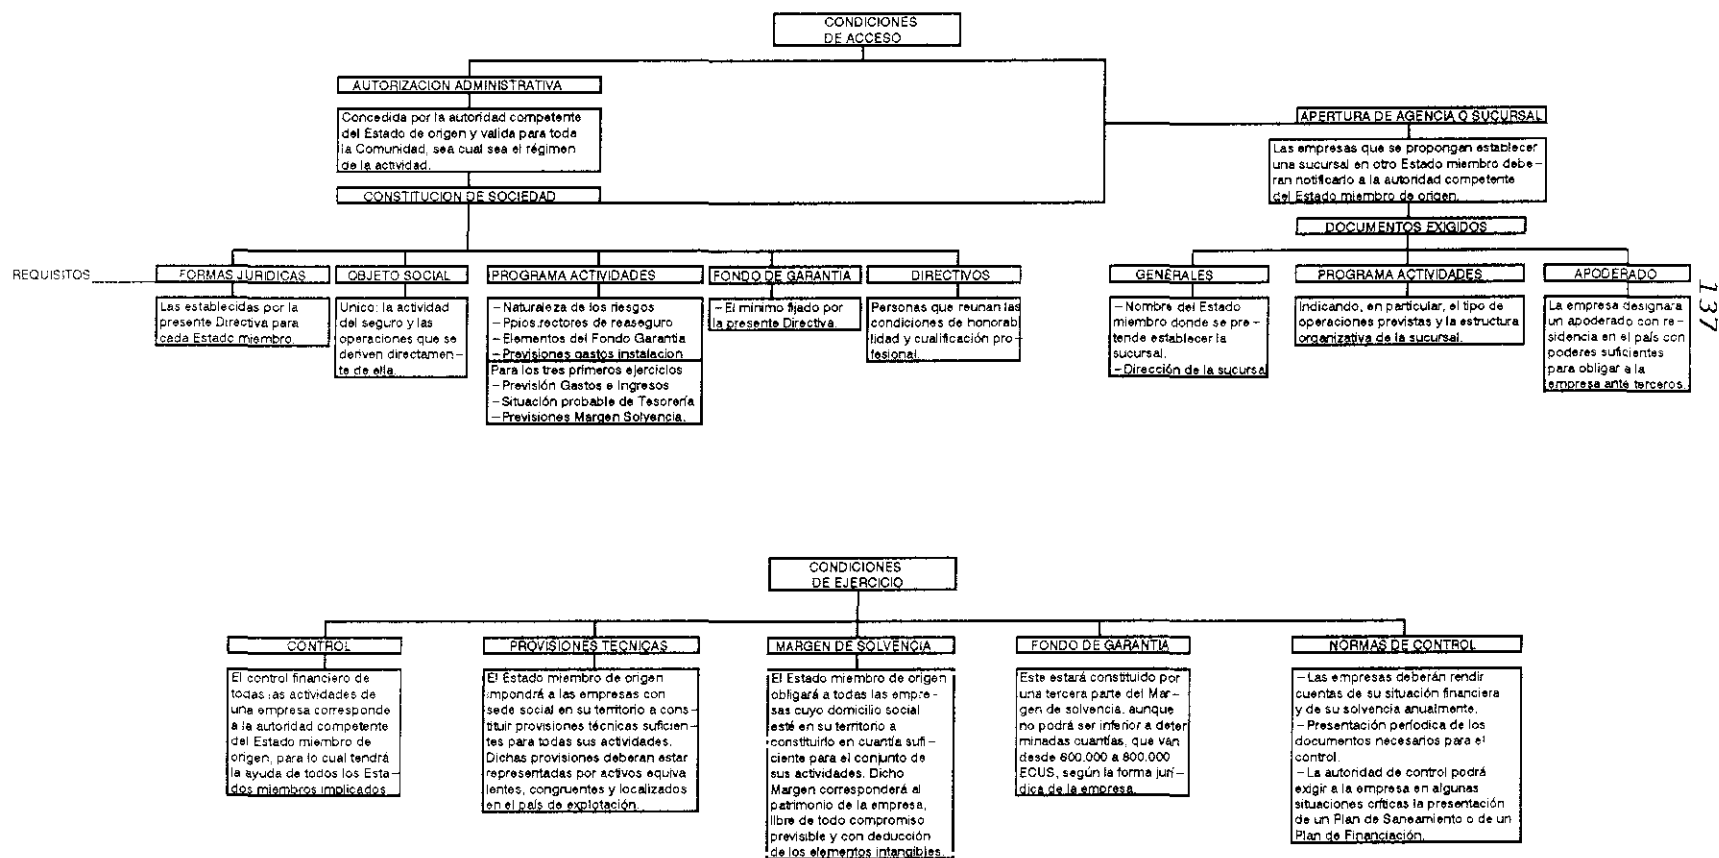 CONDICIONES
DE ACCESO
AUTORIZACION ADMINISTRATIVA
Concedida por la autoridad competente
del Estado de origen y valida para toda
la Comunidad, sea cual sea el régimen
de la actividad.
CONSTITUCION DE SOCIEDAD
APERTURA DE AGENCIA O SUCURSAL
Las empresas que se propongan establecer
una sucursal en otro Estado miembro debe-
ran notificarlo a la autoridad competente
del Estado miembro de origen.
DOCUMENTOS EXIGIDOS
REQUISITOS
FORMAS JURIDICAS
Las establecidas por la
presente Directiva para
cada Estado miembro.
OBJETO SOCIAL
Unico: la actividad
del seguro y las
operaciones que se
deriven directamen-
te de ella.
PROGRAMA ACTIVIDADES
- Naturaleza de los riesgos
- Ppios.rectores de reaseguro
- Elementos del Fondo Garantia
- Previsiones gastos instalacion
Para los tres primeros ejercicios
- Previsión Gastos e Ingresos
- Situación probable de Tesorería
- Previsiones Margen Solvencia.
FONDO DE GARANTIA
- El mínimo fijado por
la presente Directiva.
DIRECTIVOS
Personas que reunan las
condiciones de honorabi
lidad y cualificación pro-
fesional.
GENERALES
- Nombre del Estado
miembro donde se pre-
tende establecer la
sucursal.
- Dirección de la sucursal
PROGRAMA ACTIVIDADES
Indicando, en particular, el tipo de
operaciones previstas y la estructura
organizativa de la sucursal.
APODERADO
La empresa designara
un apoderado con re-
sidencia en el país con
poderes suficientes
para obligar a la
empresa ante terceros.
137
CONDICIONES
DE EJERCICIO
CONTROL
El control financiero de
todas las actividades de
una empresa corresponde
a la autoridad competente
del Estado miembro de
origen, para lo cual tendrá
la ayuda de todos los Esta-
dos miembros implicados
PROVISIONES TECNICAS
El Estado miembro de origen
impondrá a las empresas con
sede social en su territorio a cons-
tituir provisiones técnicas suficien-
tes para todas sus actividades.
Dichas provisiones deberan estar
representadas por activos equiva
lentes, congruentes y localizados
en el país de explotación.
MARGEN DE SOLVENCIA
El Estado miembro de origen
obligará a todas las empre-
sas cuyo domicilio social
esté en su territorio a
constituirlo en cuantía sufi-
ciente para el conjunto de
sus actividades. Dicho
Margen corresponderá al
patrimonio de la empresa,
libre de todo compromiso
previsible y con deducción
de los elementos intangibles.
FONDO DE GARANTIA
Este estará constituido por
una tercera parte del Mar-
gen de solvencia, aunque
no podrá ser inferior a deter
minadas cuantías, que van
desde 600.000 a 800.000
ECUS, según la forma jurí-
dica de la empresa.
NORMAS DE CONTROL
- Las empresas deberán rendir
cuentas de su situación financiera
y de su solvencia anualmente.
- Presentación periodica de los
documentos necesarios para el
control.
- La autoridad de control podrá
exigir a la empresa en algunas
situaciones críticas la presentación
de un Plan de Saneamiento o de un
Plan de Financiación.